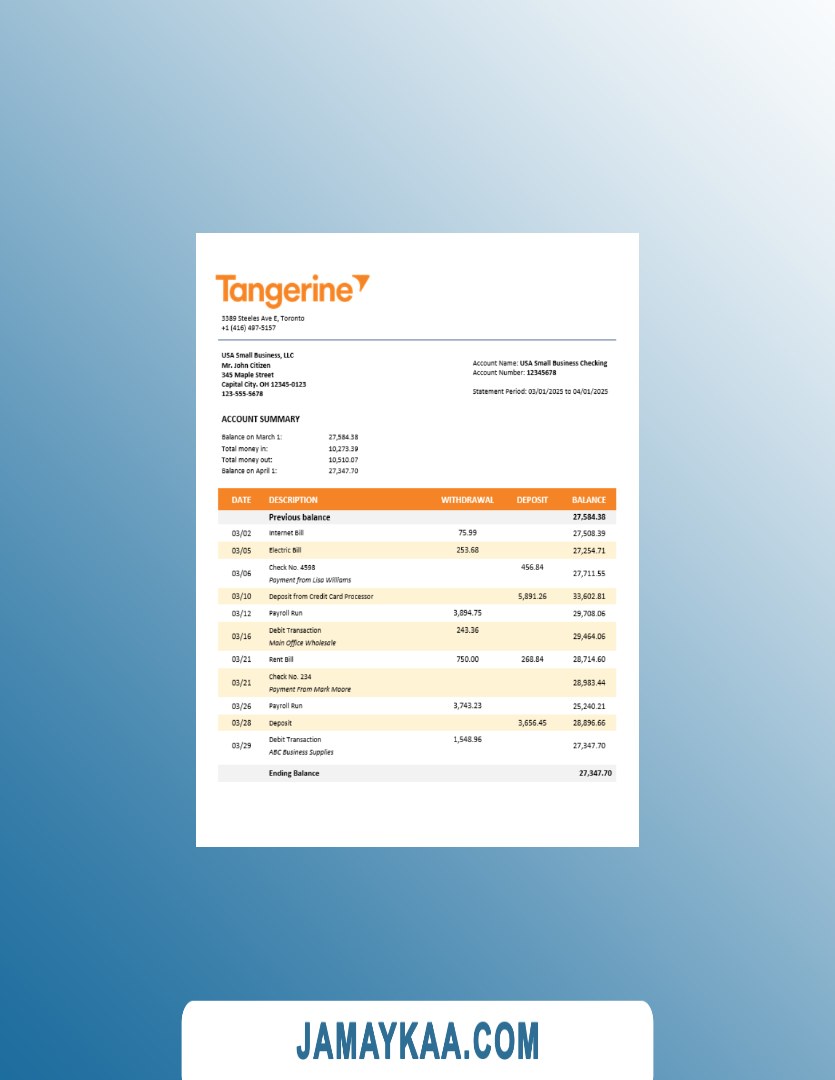 Tangerine
3389 Steeles Ave E, Toronto
+1 (416) 497-5157
USA Small Business, LLC
Mr. John Citizen
345 Maple Street
Capital City. OH 12345-0123
123-555-5678
Account Name: USA Small Business Checking
Account Number: 12345678
Statement Period: 03/01/2025 to 04/01/2025
ACCOUNT SUMMARY
Balance on March 1: 27,584.38
Total money in: 10,273.39
Total money out: 10,510.07
Balance on April 1: 27,347.70
DATE DESCRIPTION WITHDRAWAL DEPOSIT BALANCE
Previous balance 27,584.38
03/02 Internet Bill 75.99 27,508.39
03/05 Electric Bill 253.68 27,254.71
03/06 Check No. 4598 456.84 27,711.55
Payment from Lisa Williams
03/10 Deposit from Credit Card Processor 5,891.26 33,602.81
03/12 Payroll Run 3,894.75 29,708.06
03/16 Debit Transaction 243.36 29,464.06
Main Office Wholesale
03/21 Rent Bill 750.00 268.84 28,714.60
03/21 Check No. 234 28,983.44
Payment From Mark Moore
03/26 Payroll Run 3,743.23 25,240.21
03/28 Deposit 3,656.45 28,896.66
03/29 Debit Transaction 1,548.96 27,347.70
ABC Business Supplies
Ending Balance 27,347.70
JAMAYKAA.COM